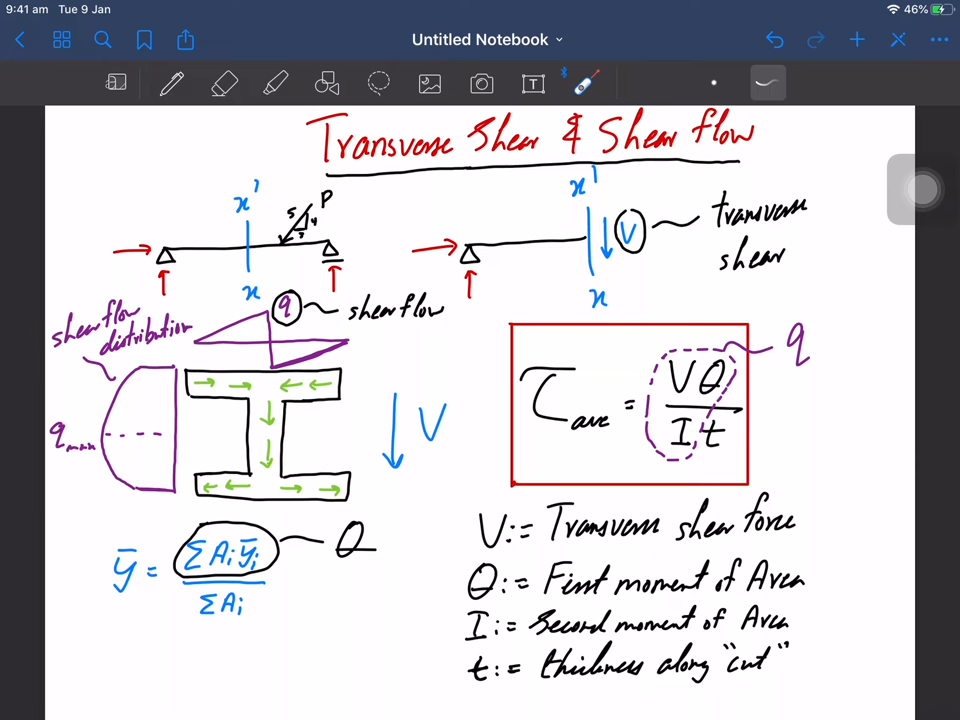 9:41 am Tue 9 Jan
46%
Untitled Notebook
T
Transverse Shear & Shear flow
x'
5
4
3
P
x
x'
V
transverse
shear
x
q
shear flow
shear flow
distribution
q max
V
τ ave = VQ / It
q
ȳ = Σ Ai ȳi / Σ Ai
Q
V:= Transverse shear force
Q:= First moment of Area
I:= Second moment of Area
t:= thickness along "cut"